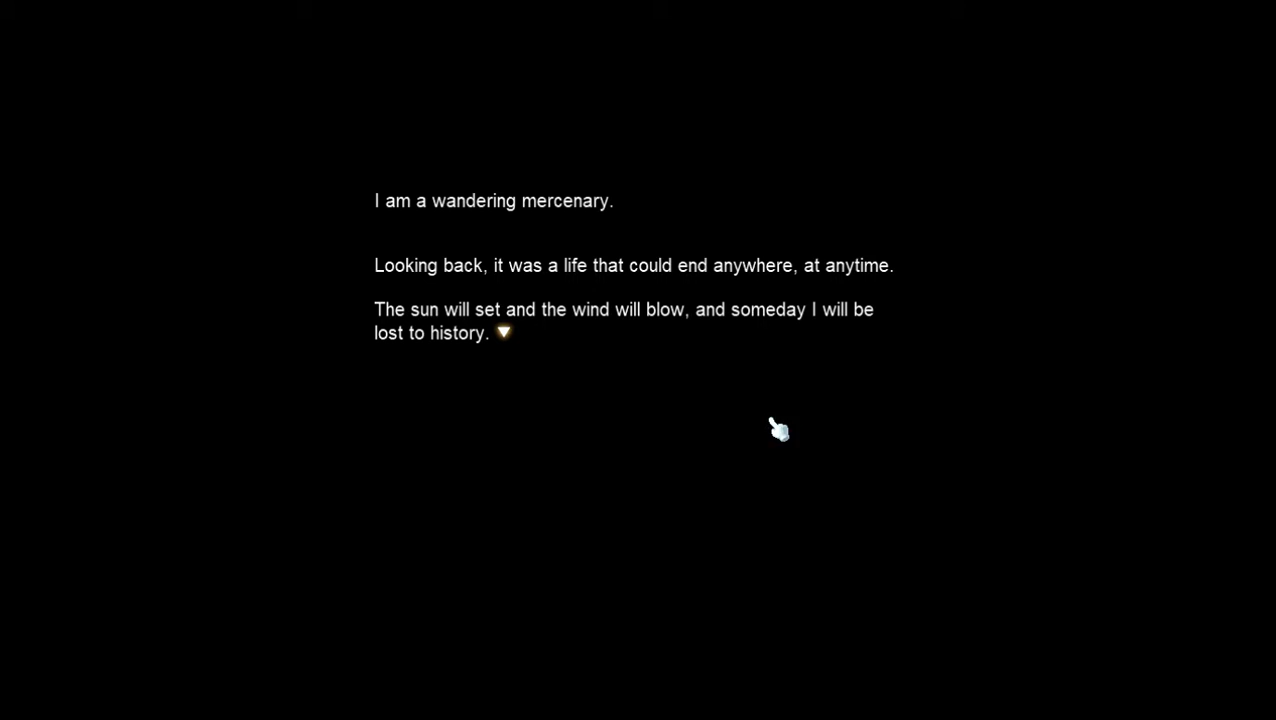 I am a wandering mercenary.
Looking back, it was a life that could end anywhere, at anytime.
The sun will set and the wind will blow, and someday I will be
lost to history.